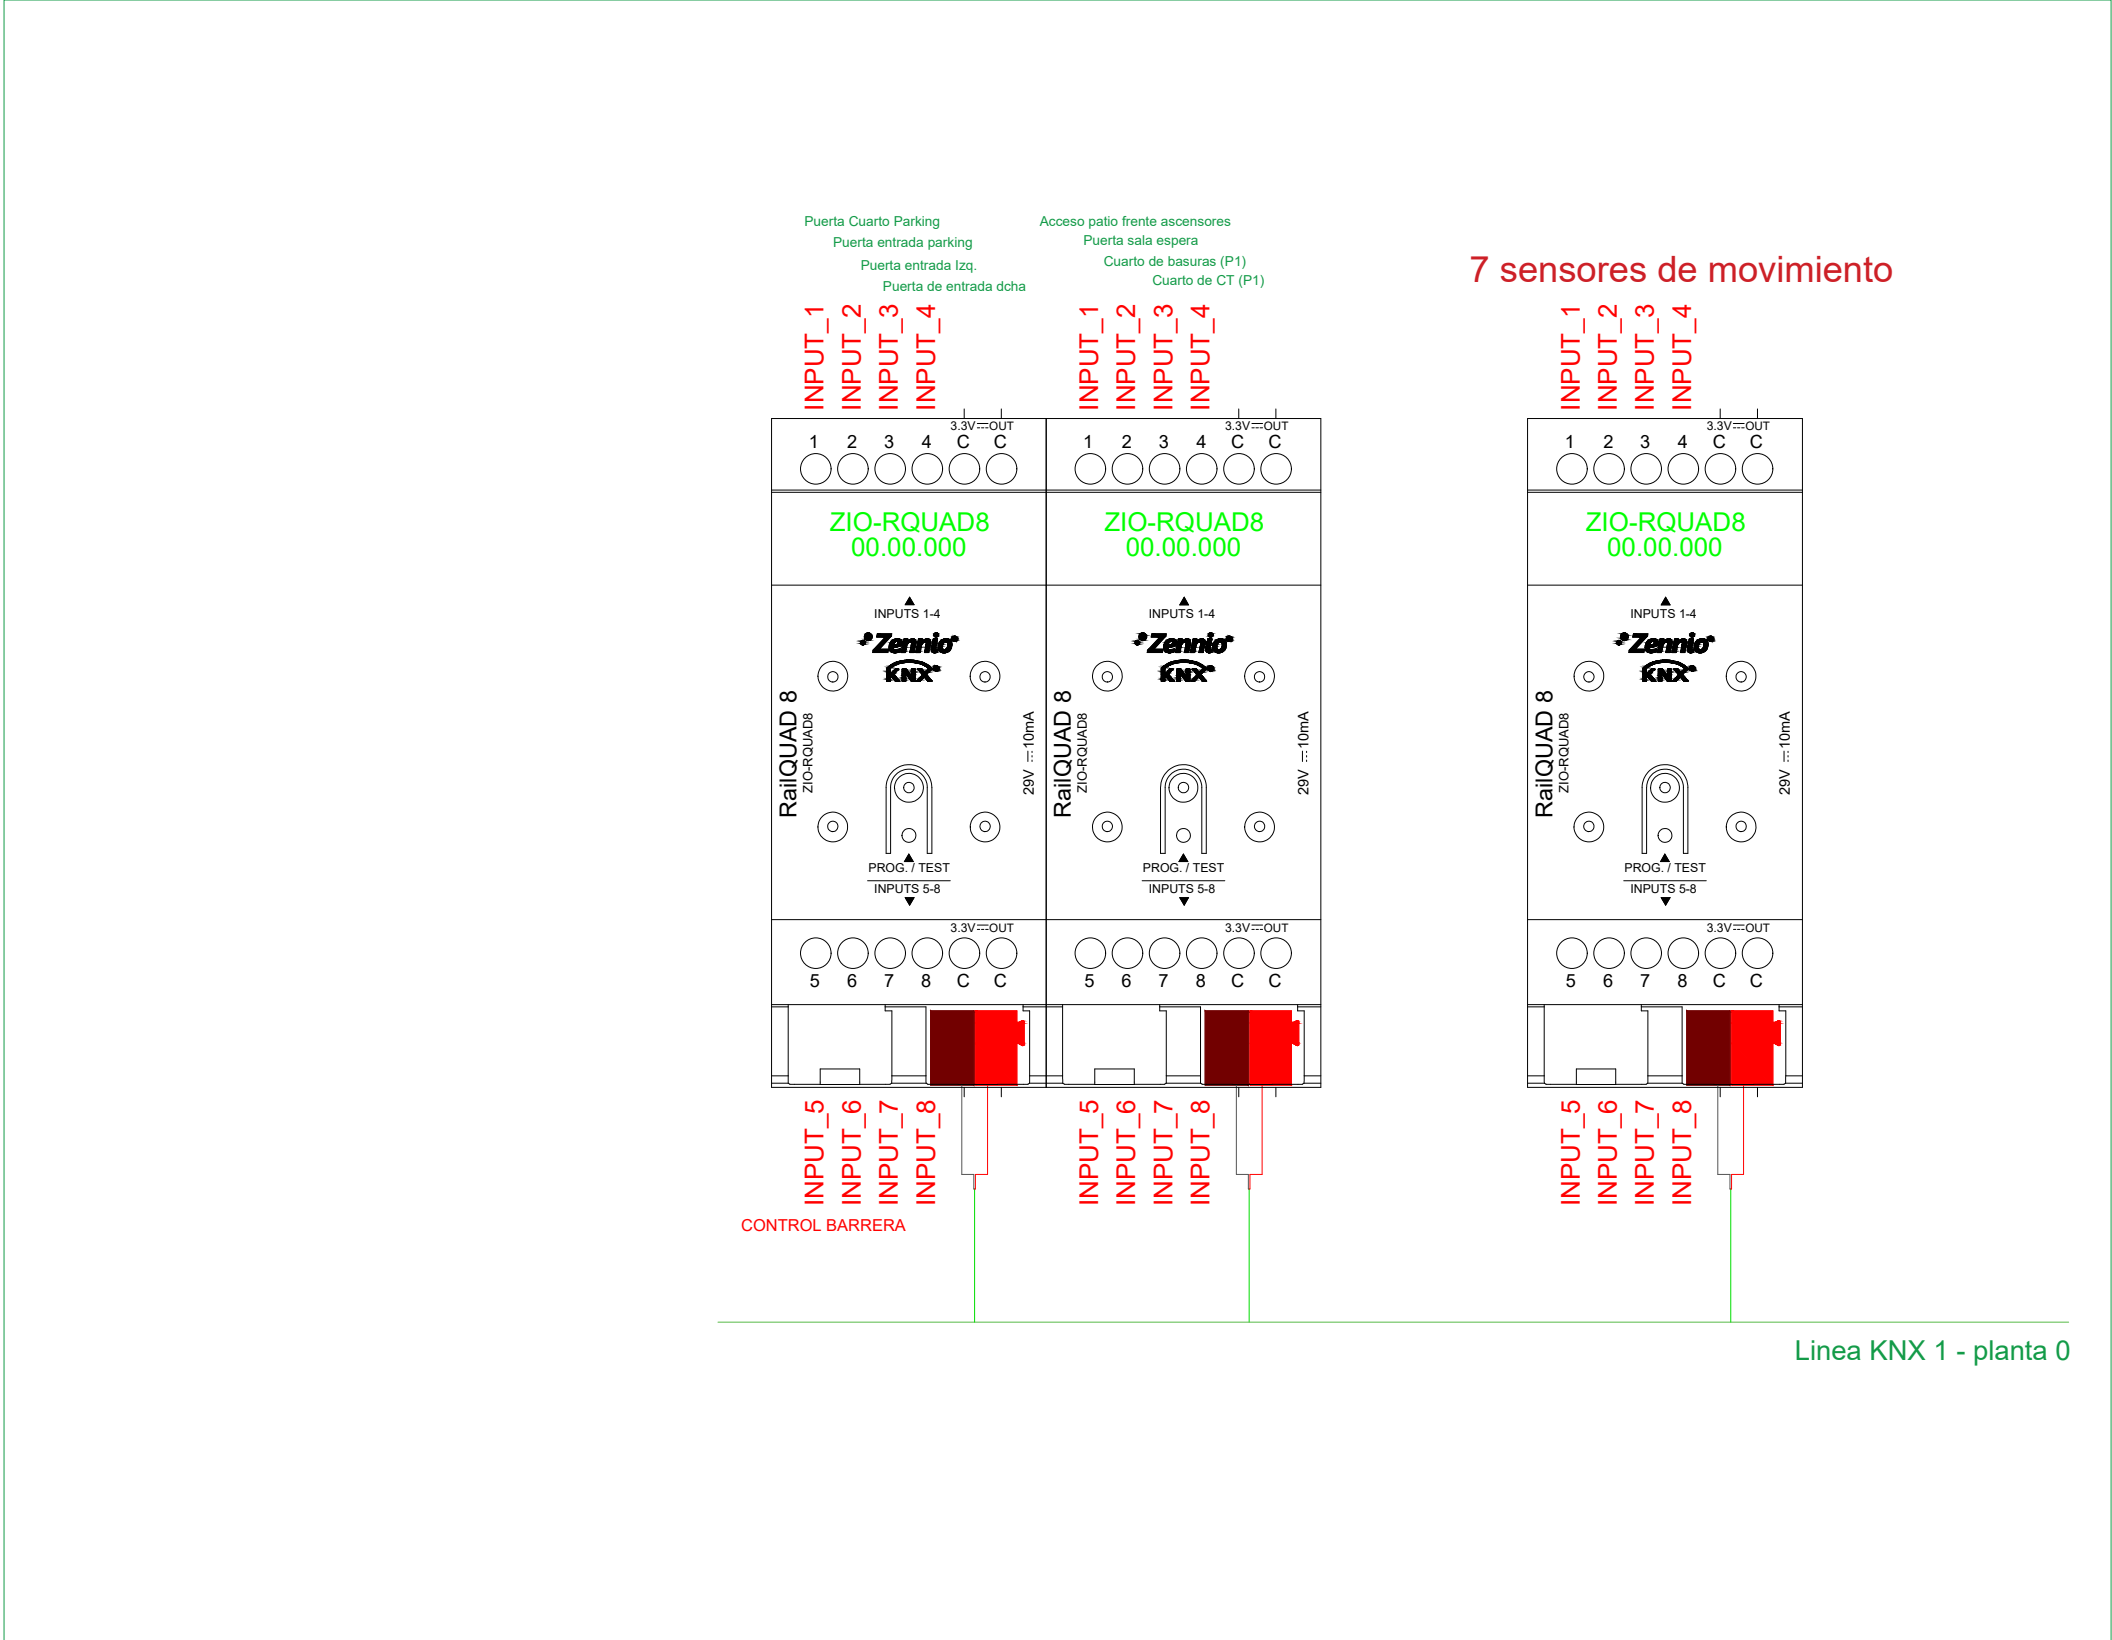 Puerta Cuarto Parking
Puerta entrada parking
Puerta entrada Izq.
Puerta de entrada dcha
Acceso patio frente ascensores
Puerta sala espera
Cuarto de basuras (P1)
Cuarto de CT (P1)
7 sensores de movimiento
INPUT_1
INPUT_2
INPUT_3
INPUT_4
3.3V OUT
1 2 3 4 C C
ZIO-RQUAD8
00.00.000
INPUTS 1-4
Zennio
KNX
RailQUAD 8
ZIO-RQUAD8
29V 10mA
PROG. / TEST
INPUTS 5-8
3.3V OUT
5 6 7 8 C C
INPUT_5
INPUT_6
INPUT_7
INPUT_8
CONTROL BARRERA
INPUT_1
INPUT_2
INPUT_3
INPUT_4
3.3V OUT
1 2 3 4 C C
ZIO-RQUAD8
00.00.000
INPUTS 1-4
Zennio
KNX
RailQUAD 8
ZIO-RQUAD8
29V 10mA
PROG. / TEST
INPUTS 5-8
3.3V OUT
5 6 7 8 C C
INPUT_5
INPUT_6
INPUT_7
INPUT_8
INPUT_1
INPUT_2
INPUT_3
INPUT_4
3.3V OUT
1 2 3 4 C C
ZIO-RQUAD8
00.00.000
INPUTS 1-4
Zennio
KNX
RailQUAD 8
ZIO-RQUAD8
29V 10mA
PROG. / TEST
INPUTS 5-8
3.3V OUT
5 6 7 8 C C
INPUT_5
INPUT_6
INPUT_7
INPUT_8
Linea KNX 1 - planta 0